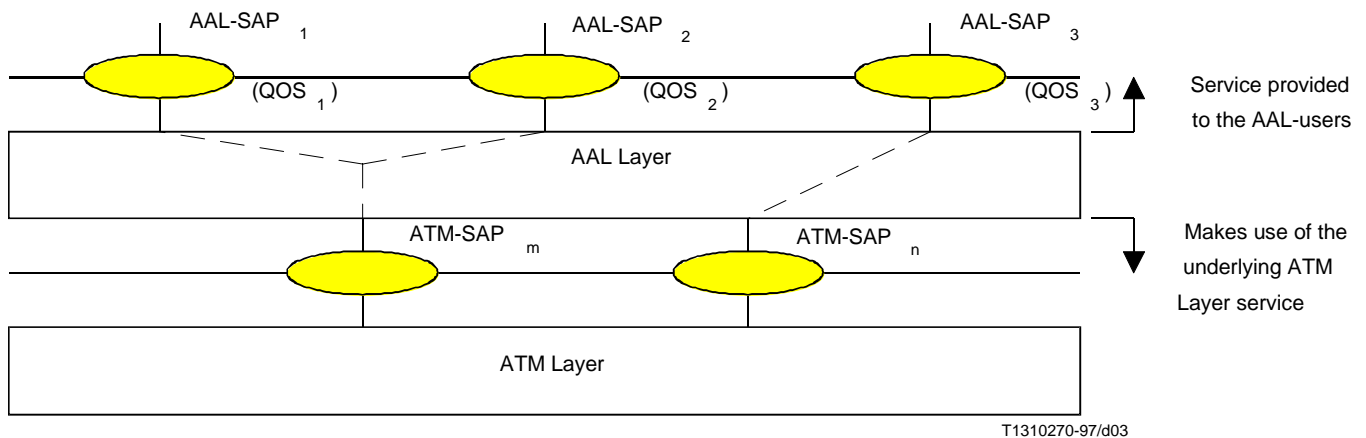 AAL-SAP 1
AAL-SAP 2
AAL-SAP 3
(QOS 1 )
(QOS 2 )
(QOS 3 )
Service provided
to the AAL-users
AAL Layer
ATM-SAP m
ATM-SAP n
Makes use of the
underlying ATM
Layer service
ATM Layer
T1310270-97/d03